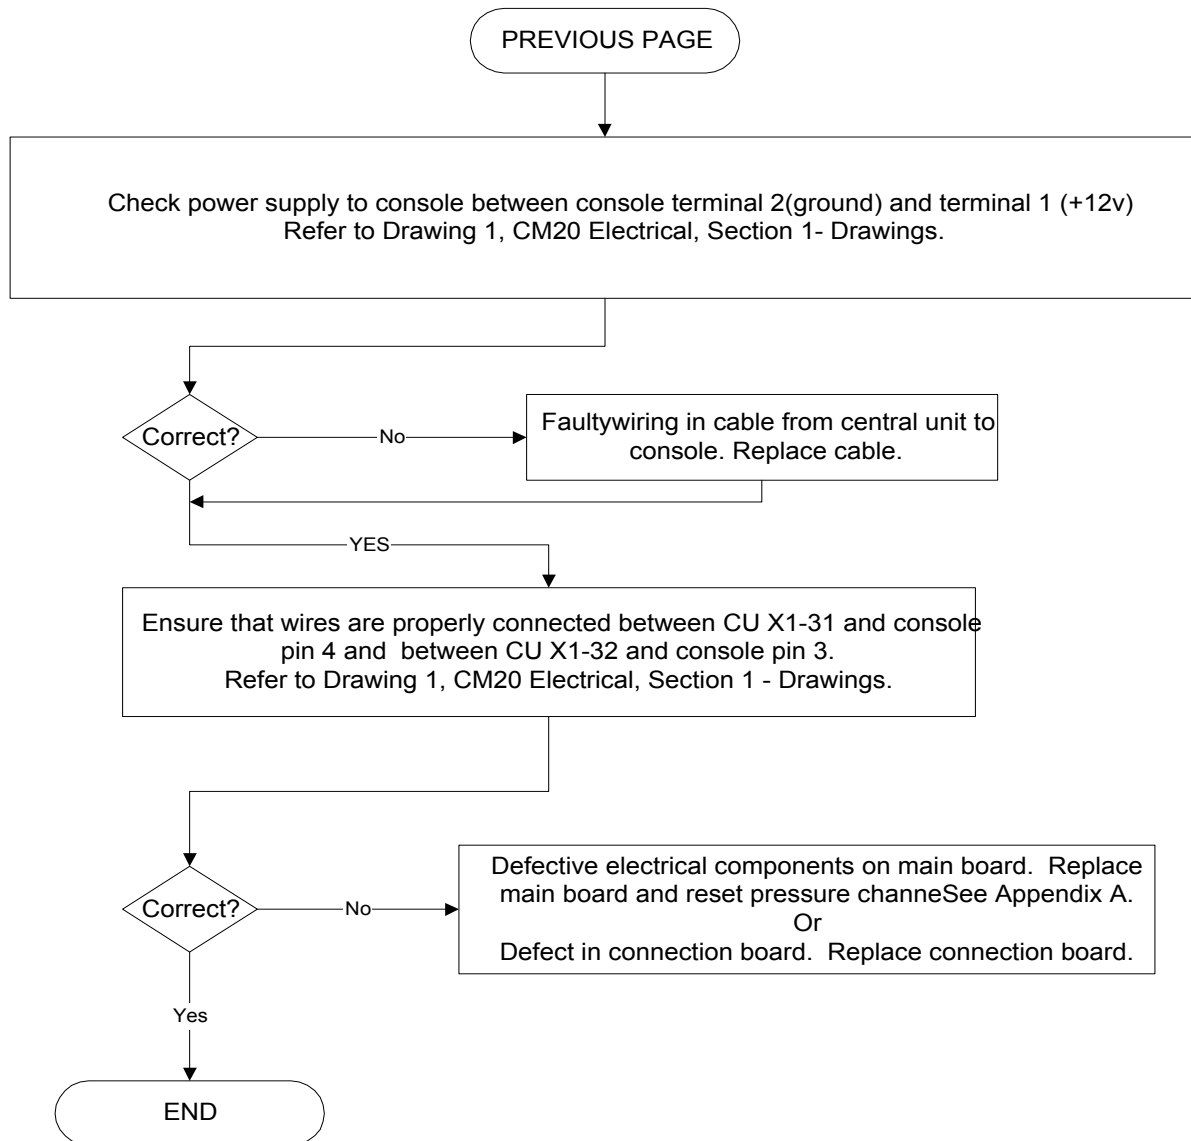 PREVIOUS PAGE
Check power supply to console between console terminal 2(ground) and terminal 1 (+12v)
Refer to Drawing 1, CM20 Electrical, Section 1- Drawings.
Correct?
No
Faultywiring in cable from central unit to
console. Replace cable.
YES
Ensure that wires are properly connected between CU X1-31 and console
pin 4 and between CU X1-32 and console pin 3.
Refer to Drawing 1, CM20 Electrical, Section 1 - Drawings.
Correct?
No
Defective electrical components on main board. Replace
main board and reset pressure channeSee Appendix A.
Or
Defect in connection board. Replace connection board.
Yes
END